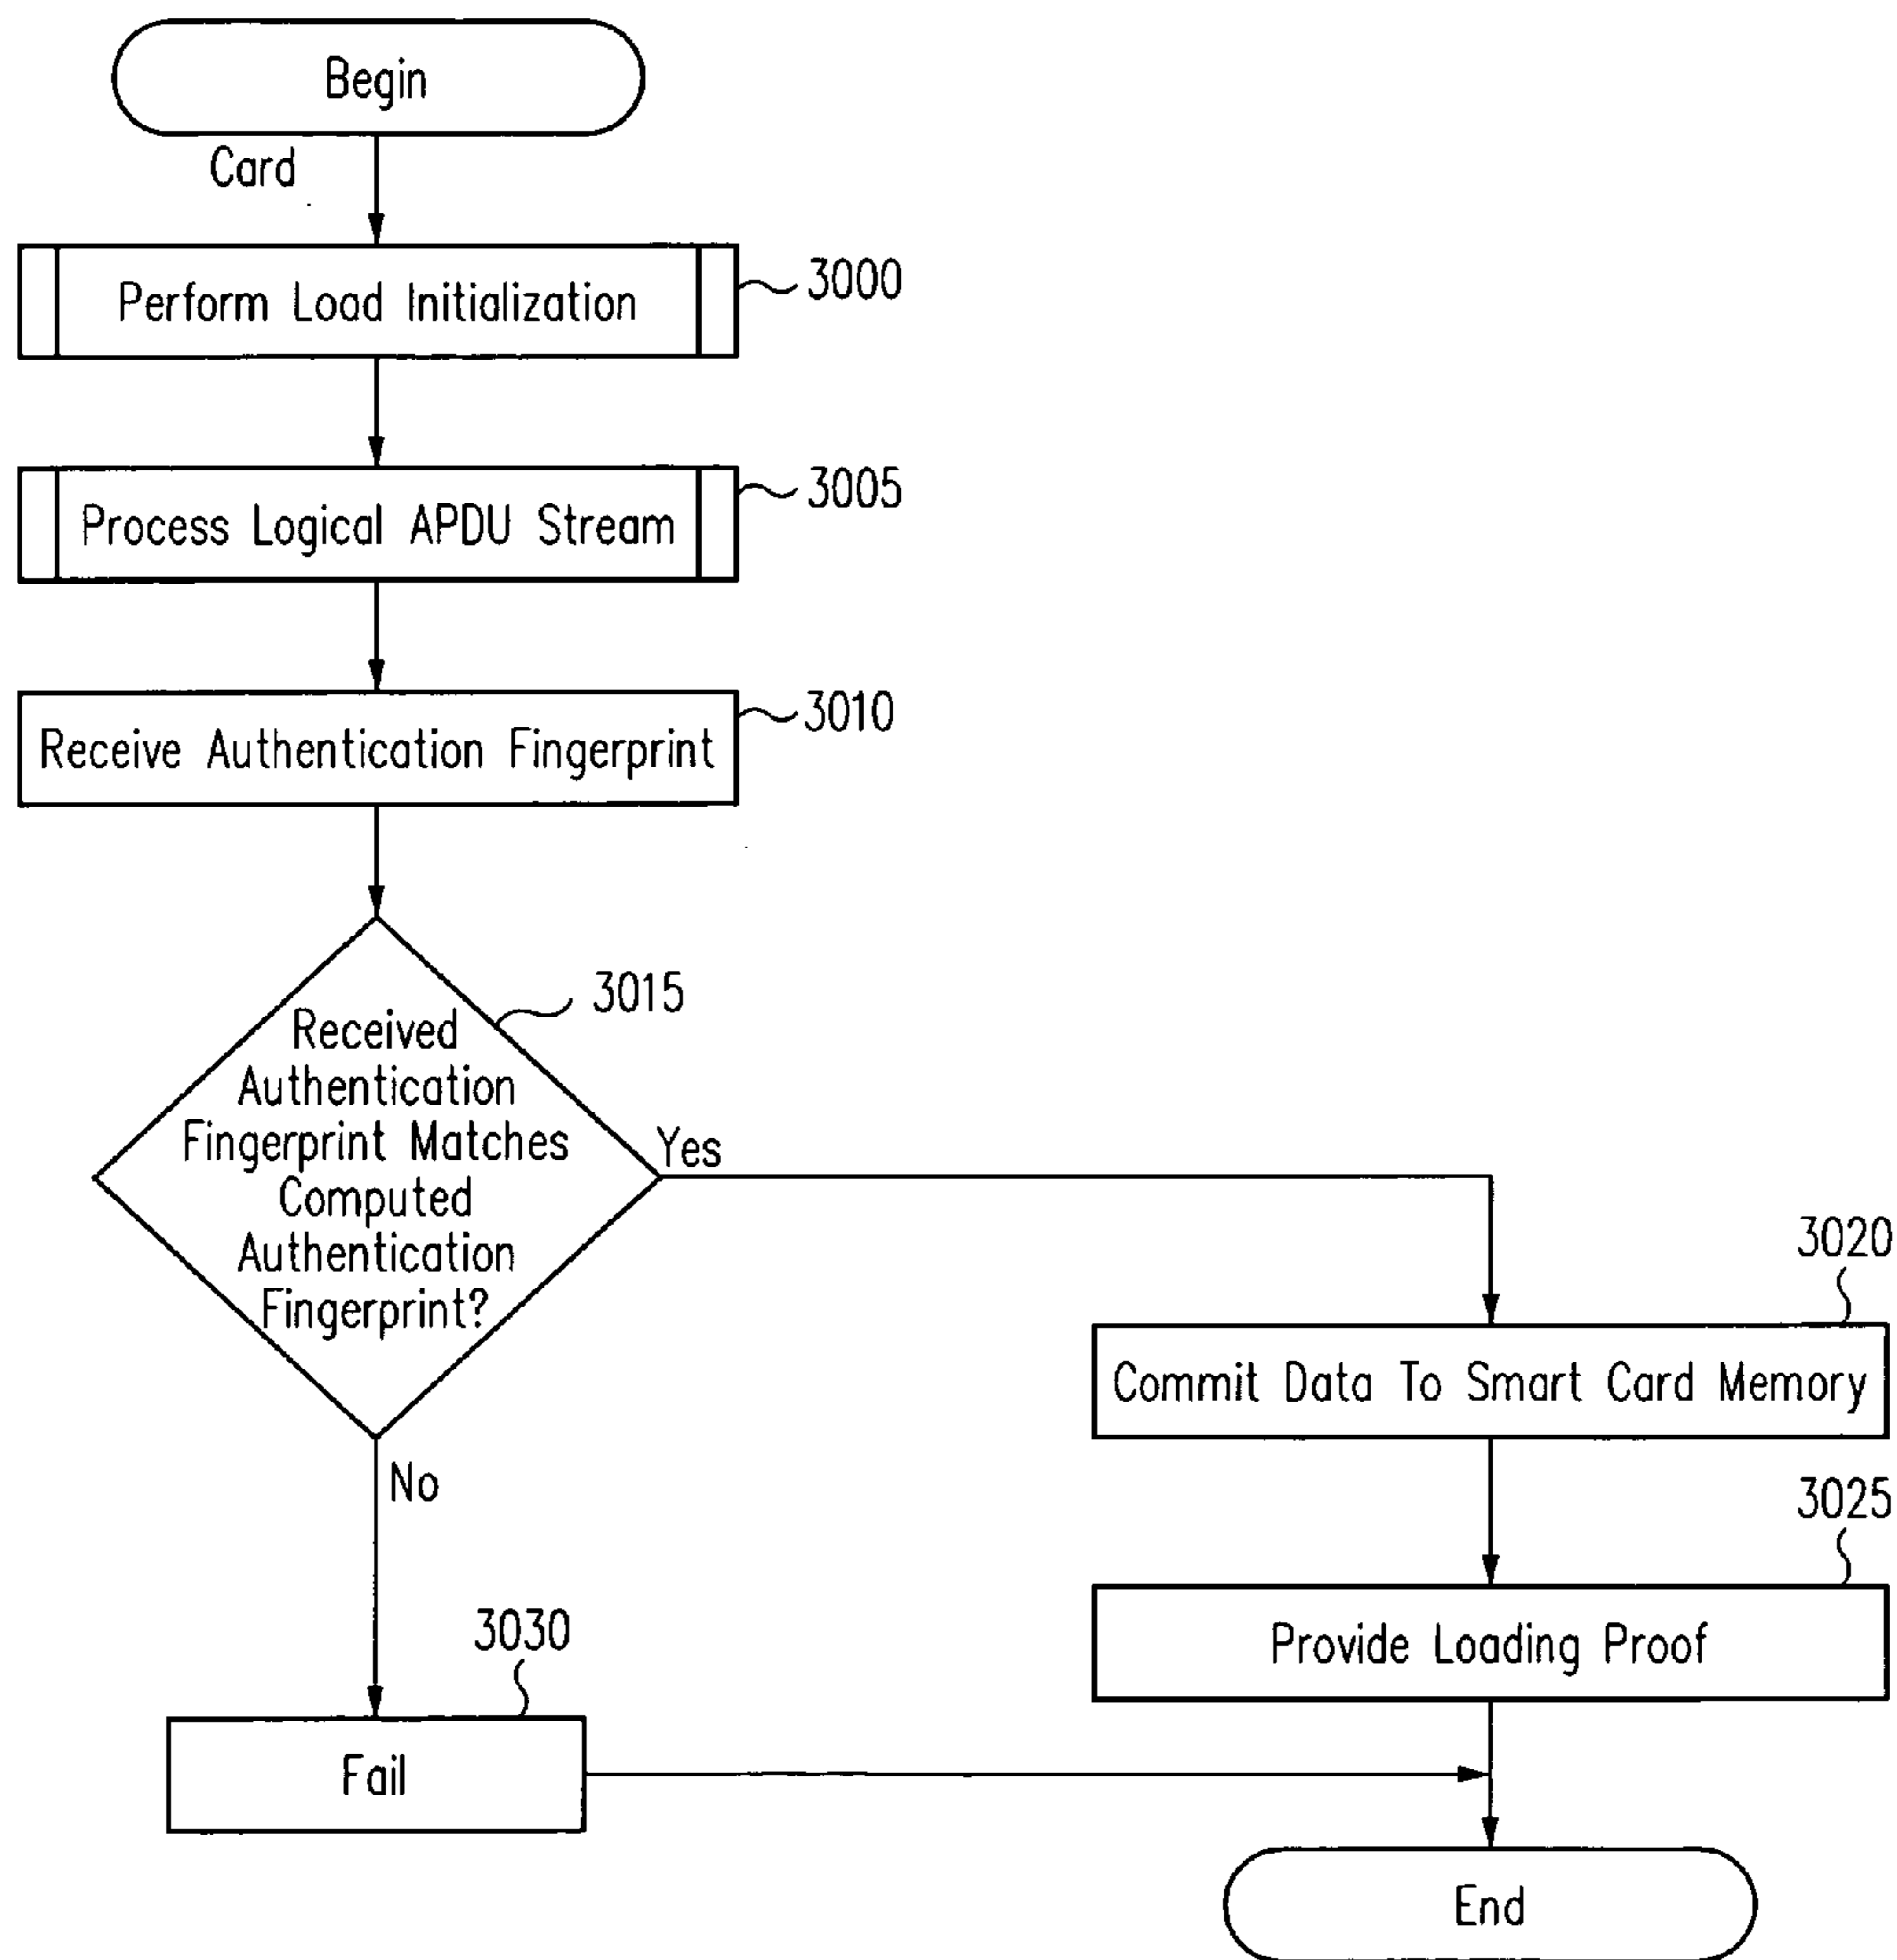 Begin
Card
Perform Load Initialization
3000
Process Logical APDU Stream
3005
Receive Authentication Fingerprint
3010
Received
Authentication
Fingerprint Matches
Computed
Authentication
Fingerprint?
3015
Yes
No
3020
Commit Data To Smart Card Memory
3025
Provide Loading Proof
3030
Fail
End